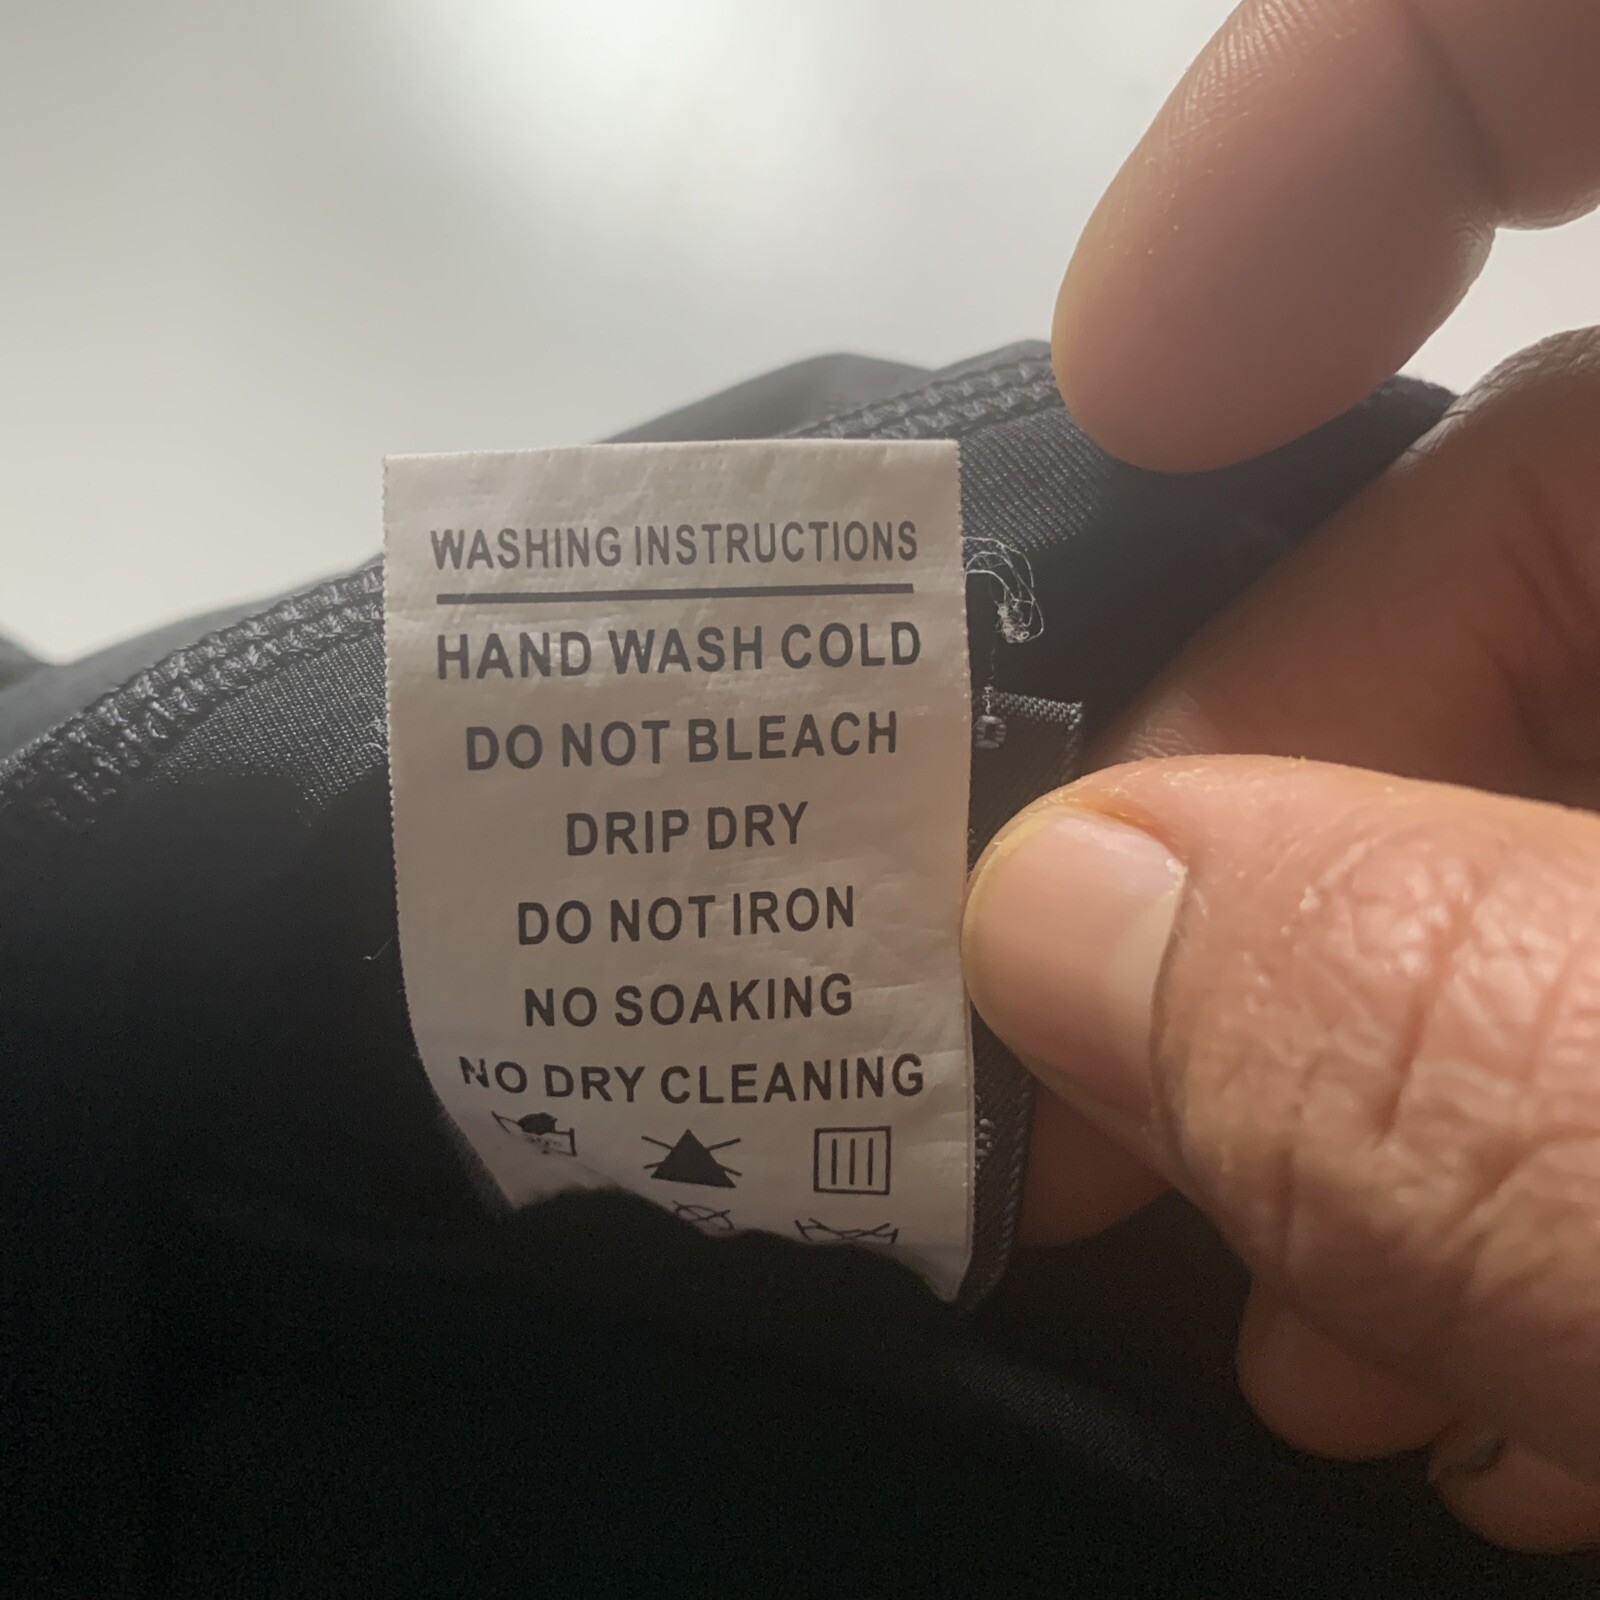 WASHING INSTRUCTIONS
HAND WASH COLD
DO NOT BLEACH
DRIP DRY
DO NOT IRON
NO SOAKING
NO DRY CLEANING